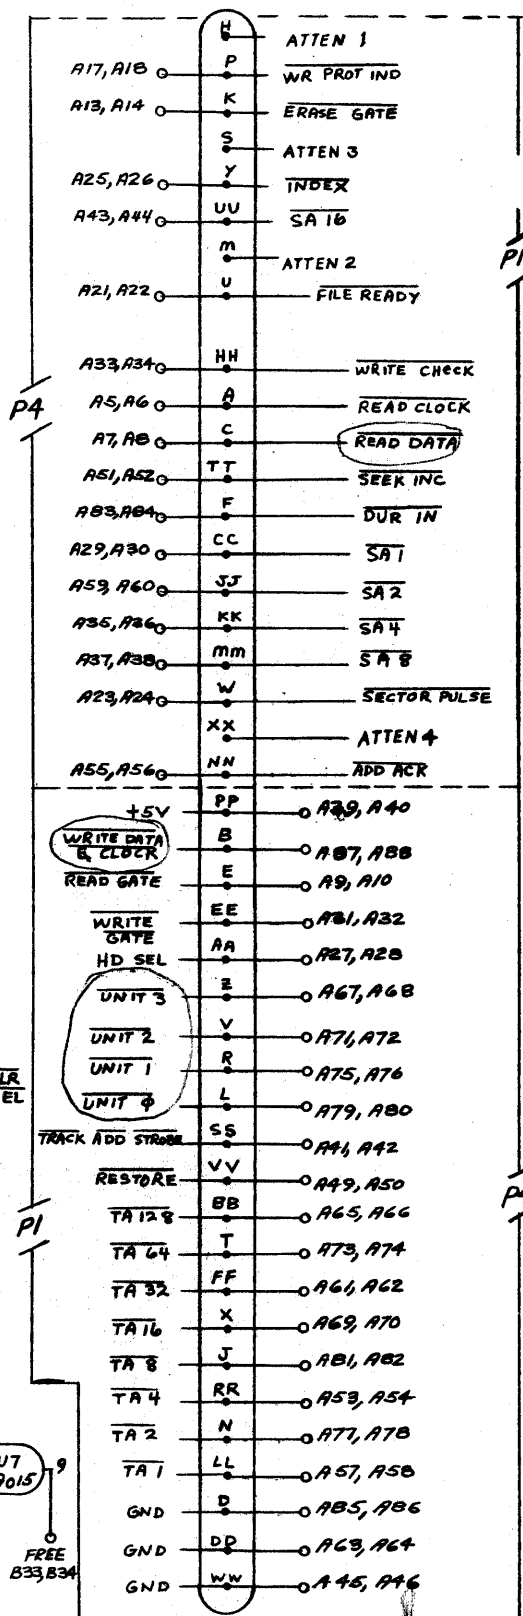 H ATTEN 1
A17, A18 P WR PROT IND
A13, A14 K ERASE GATE
S ATTEN 3
A25, A26 Y INDEX
A43, A44 UU SA 16
m ATTEN 2
P1
A21, A22 U FILE READY
A33, A34 HH WRITE CHECK
P4 A5, A6 A READ CLOCK
A7, A8 C READ DATA
A51, A52 TT SEEK INC
A83, A84 F DUR IN
A29, A30 CC SA 1
A59, A60 JJ SA 2
A35, A36 KK SA 4
A37, A38 mm SA 8
A23, A24 W SECTOR PULSE
XX ATTEN 4
A55, A56 NN ADD ACK
+5V PP A39, A40
WRITE DATA
& CLOCK B A87, A88
READ GATE E A9, A10
WRITE
GATE EE A31, A32
HD SEL AA A27, A28
UNIT 3 Z A67, A68
UNIT 2 V A71, A72
UNIT 1 R A75, A76
LR
EL
UNIT φ L A79, A80
TRACK ADD STROBE SS A41, A42
RESTORE VV A49, A50
P1
TA 128 BB A65, A66
TA 64 T A73, A74
TA 32 FF A61, A62
TA 16 X A69, A70
TA 8 J A81, A82
TA 4 RR A53, A54
TA 2 N A77, A78
U7 9
A015
TA 1 LL A57, A58
GND D A85, A86
FREE
B33, B34
GND DD A63, A64
GND WW A45, A46